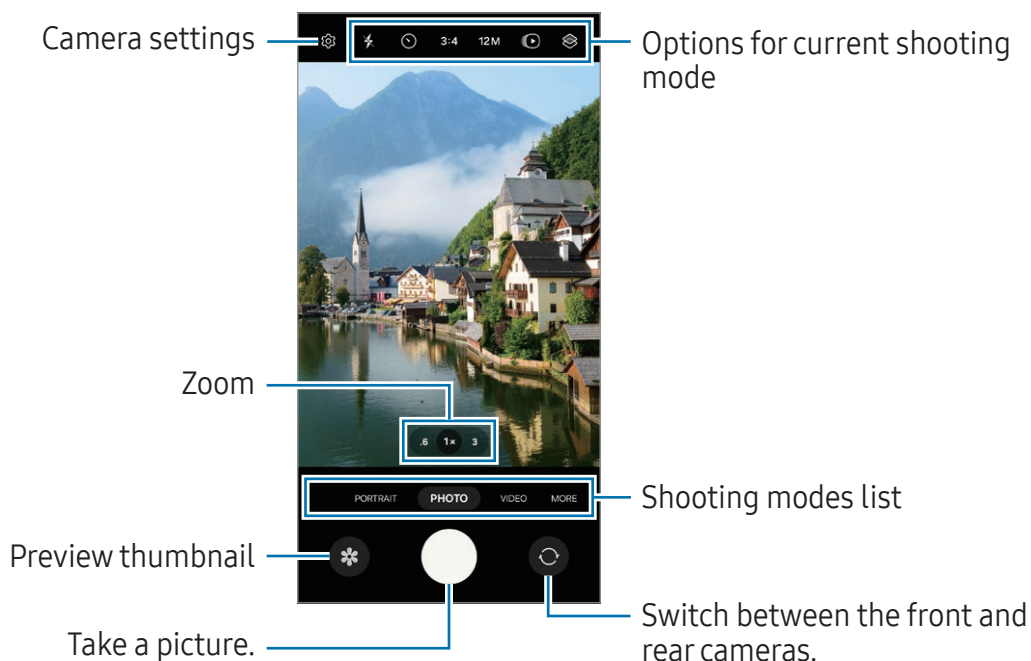 Camera settings
3:4
12M
Options for current shooting
mode
Zoom
.6 1× 3
PORTRAIT PHOTO VIDEO MORE
Shooting modes list
Preview thumbnail
Take a picture.
Switch between the front and
rear cameras.